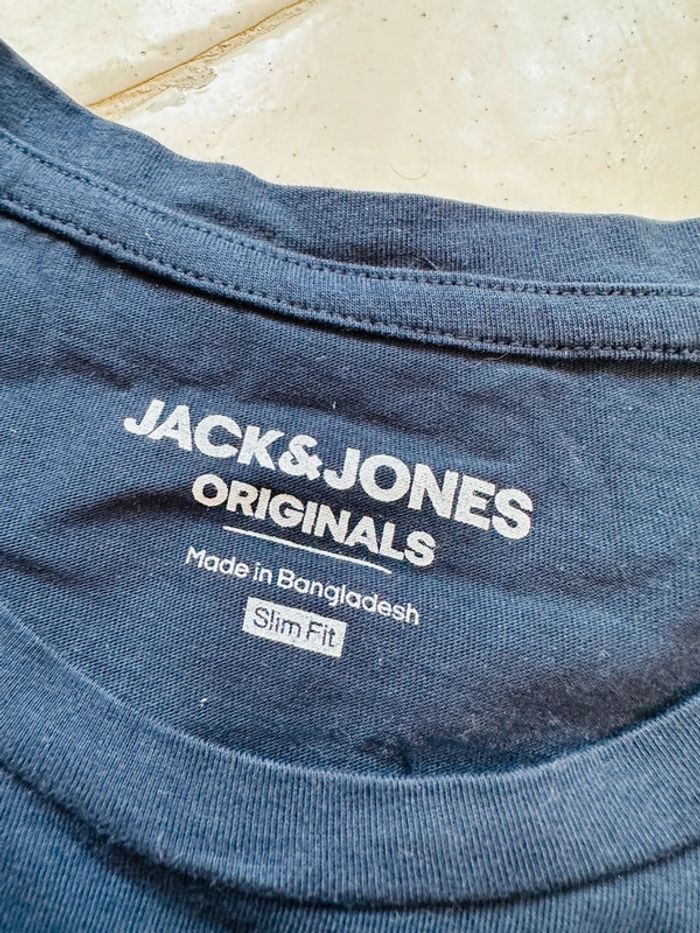 JACK&JONES
ORIGINALS
Made in Bangladesh
Slim Fit